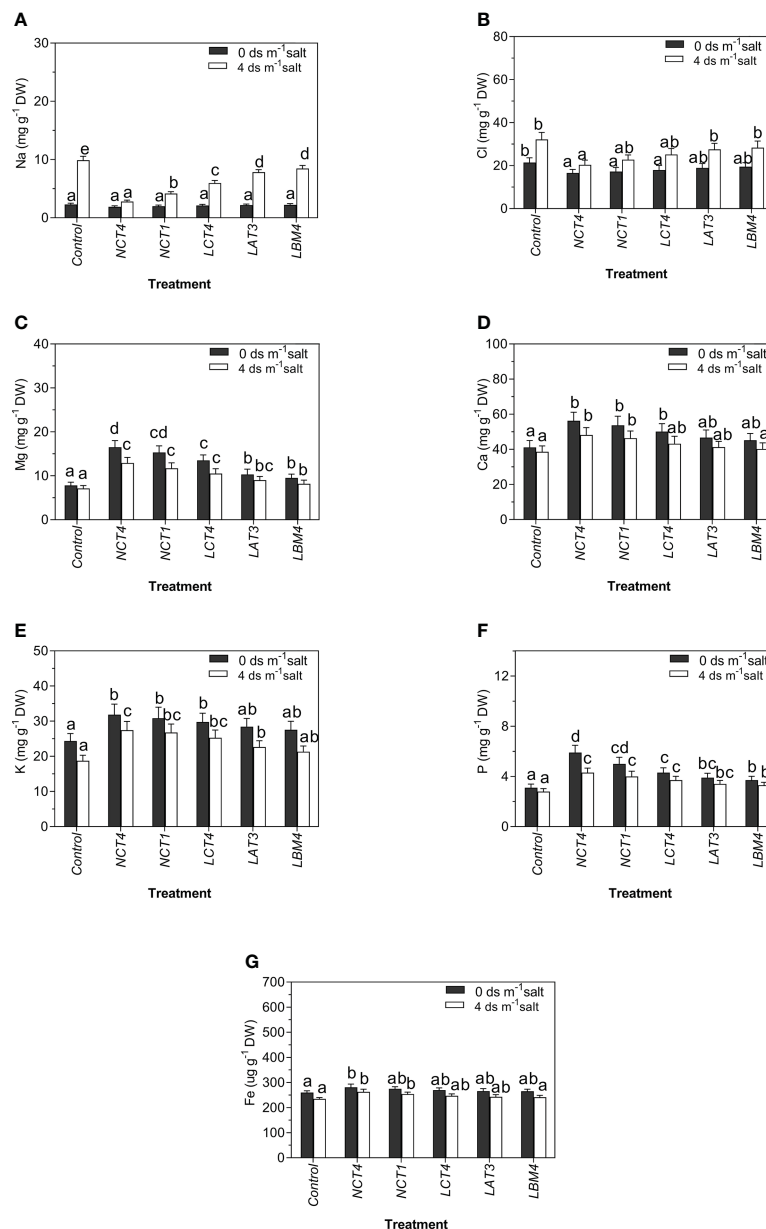 A
30
20
10
0
Na (mg g⁻¹ DW)
0 ds m⁻¹salt
4 ds m⁻¹salt
a e a a a b a c a d a d
Control NCT4 NCT1 LCT4 LAT3 LBM4
Treatment
B
80
60
40
20
0
Cl (mg g⁻¹ DW)
0 ds m⁻¹salt
4 ds m⁻¹salt
b b a a a ab a ab ab b ab b
Control NCT4 NCT1 LCT4 LAT3 LBM4
Treatment
C
40
30
20
10
0
Mg (mg g⁻¹ DW)
0 ds m⁻¹salt
4 ds m⁻¹salt
a a d c cd c c c b bc b b
Control NCT4 NCT1 LCT4 LAT3 LBM4
Treatment
D
100
80
60
40
20
0
Ca (mg g⁻¹ DW)
0 ds m⁻¹salt
4 ds m⁻¹salt
a a b b b b b ab ab ab ab a
Control NCT4 NCT1 LCT4 LAT3 LBM4
Treatment
E
50
40
30
20
10
0
K (mg g⁻¹ DW)
0 ds m⁻¹salt
4 ds m⁻¹salt
a a b c b bc b bc ab b ab ab
Control NCT4 NCT1 LCT4 LAT3 LBM4
Treatment
F
12
8
4
0
P (mg g⁻¹ DW)
0 ds m⁻¹salt
4 ds m⁻¹salt
a a d c cd c c c bc bc b b
Control NCT4 NCT1 LCT4 LAT3 LBM4
Treatment
G
700
600
500
400
300
200
100
0
Fe (ug g⁻¹ DW)
0 ds m⁻¹salt
4 ds m⁻¹salt
a a b b ab b ab ab ab ab ab a
Control NCT4 NCT1 LCT4 LAT3 LBM4
Treatment